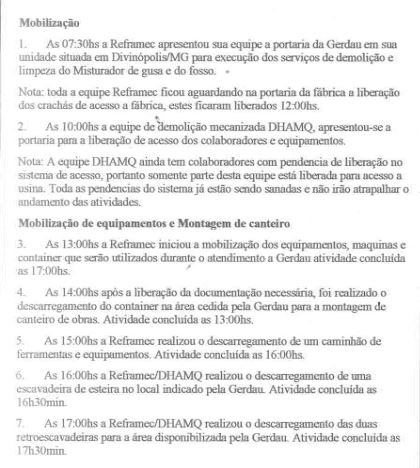 Mobilização
1. As 07:30hs a Reframec apresentou sua equipe a portaria da Gerdau em sua
unidade situada em Divinópolis/MG para execução dos serviços de demolição e
limpeza do Misturador de gusa e do fosso.
Nota: toda a equipe Reframec ficou aguardando na portaria da fábrica a liberação
dos crachás de acesso a fábrica, estes ficaram liberados 12:00hs.
2. As 10:00hs a equipe de demolição mecanizada DHAMQ, apresentou-se a
portaria para a liberação de acesso dos colaboradores e equipamentos.
Nota: A equipe DHAMQ ainda tem colaboradores com pendencia de liberação no
sistema de acesso, portanto somente parte desta equipe está liberada para acesso a
usina. Toda as pendencias do sistema já estão sendo sanadas e não irão atrapalhar o
andamento das atividades.
Mobilização de equipamentos e Montagem de canteiro
3. As 13:00hs a Reframec iniciou a mobilização dos equipamentos, maquinas e
container que serão utilizados durante o atendimento a Gerdau atividade concluída
as 17:00hs.
4. As 14:00hs após a liberação da documentação necessária, foi realizado o
descarregamento do container na área cedida pela Gerdau para a montagem de
canteiro de obras. Atividade concluída as 13:00hs.
5. As 15:00hs a Reframec realizou o descarregamento de um caminhão de
ferramentas e equipamentos. Atividade concluída as 16:00hs.
6. As 16:00hs a Reframec/DHAMQ realizou o descarregamento de uma
escavadeira de esteira no local indicado pela Gerdau. Atividade concluída as
16h30min.
7. As 17:00hs a Reframec/DHAMQ realizou o descarregamento das duas
retroescavadeiras para a área disponibilizada pela Gerdau. Atividade concluída as
17h30min.